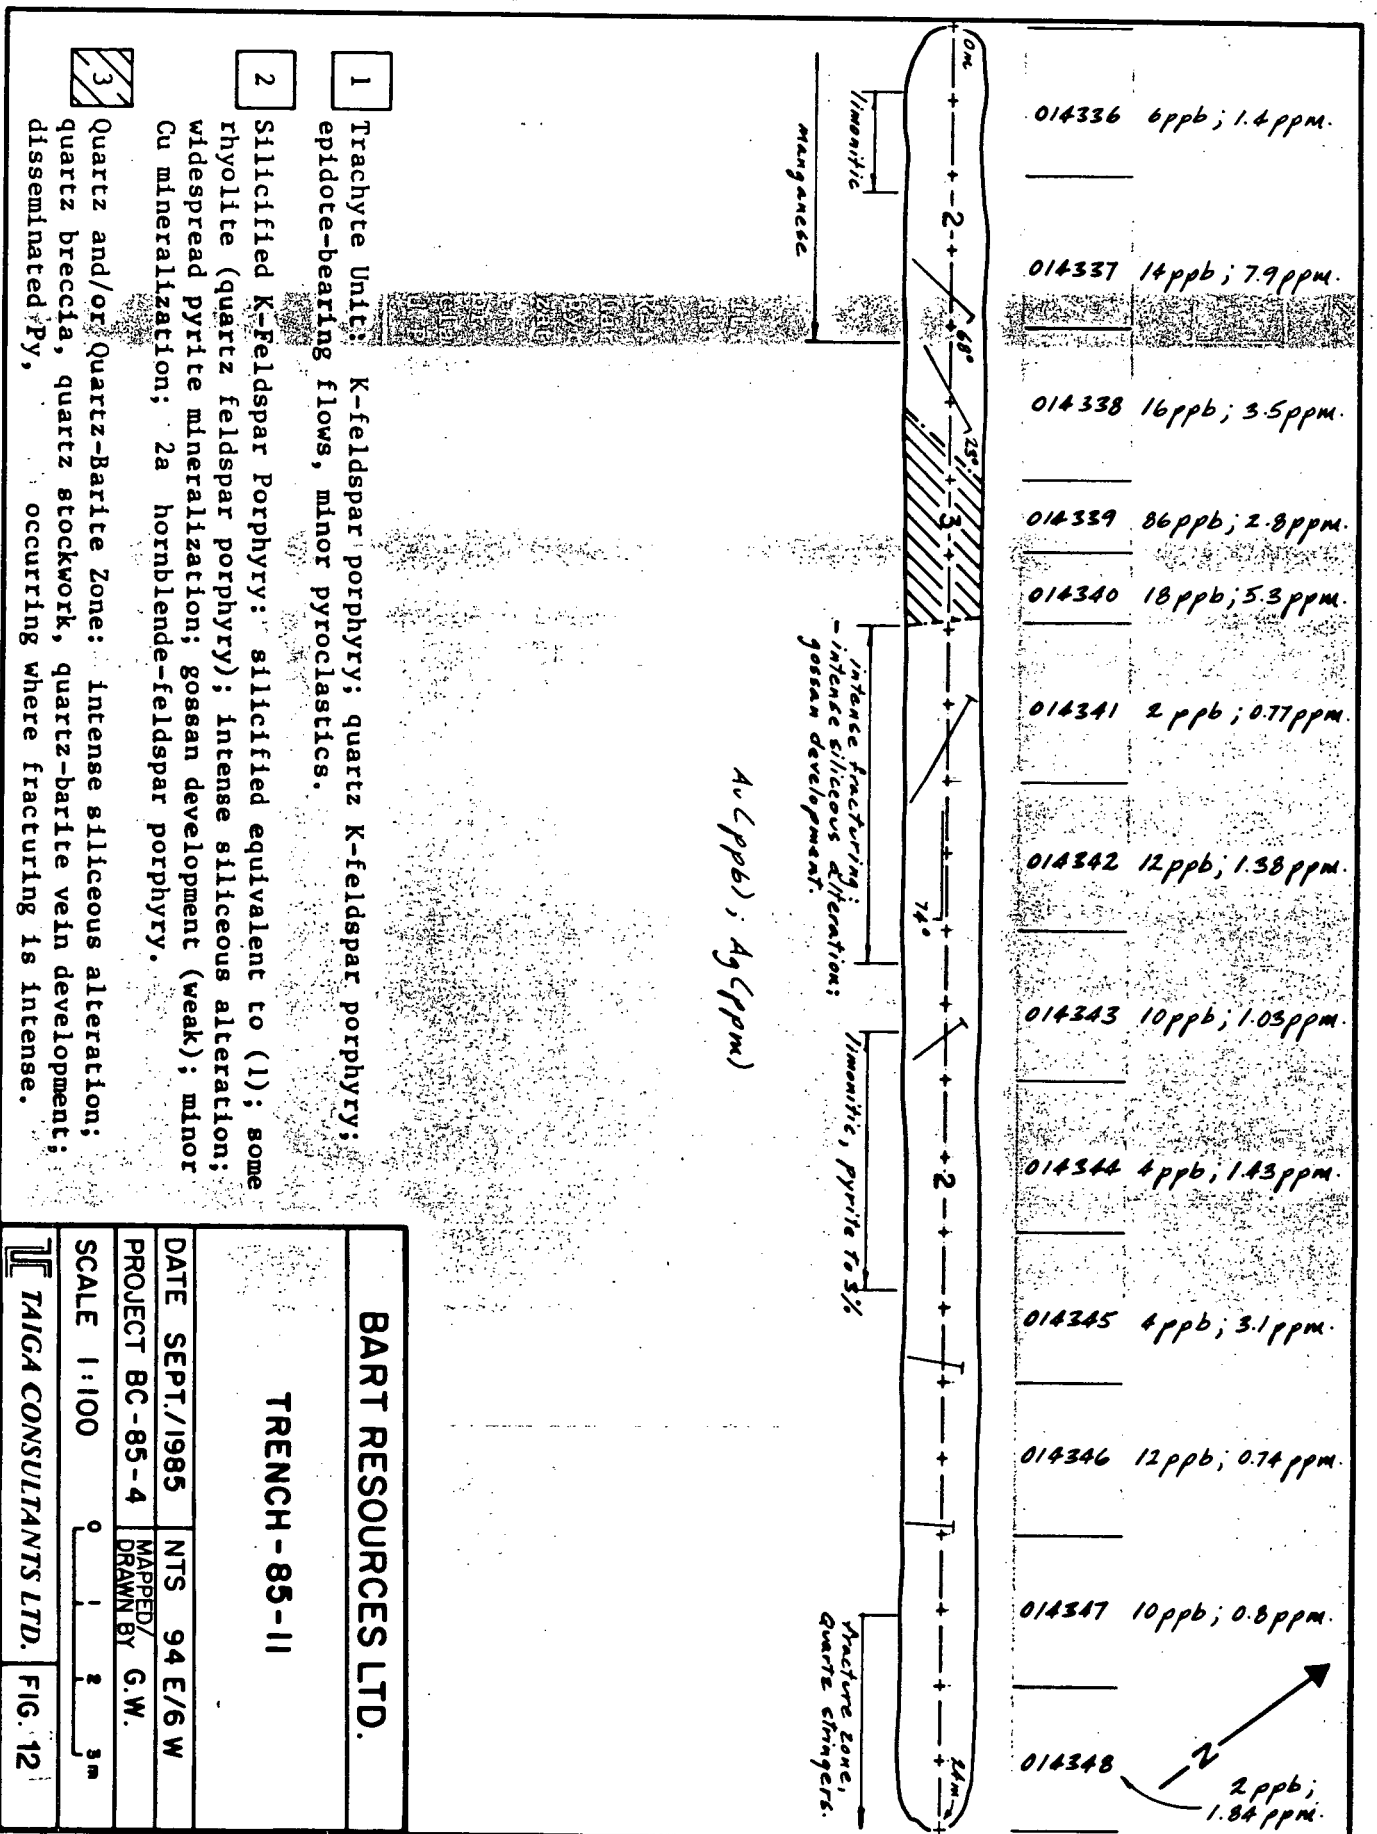 014336 6ppb; 1.4ppm.
014337 14ppb; 7.9ppm.
014338 16ppb; 3.5ppm.
014339 86ppb; 2.8ppm.
014340 18ppb; 5.3ppm.
014341 2ppb; 0.77ppm.
014342 12ppb; 1.38ppm.
014343 10ppb; 1.03ppm.
014344 4ppb; 1.43ppm.
014345 4ppb; 3.1ppm.
014346 12ppb; 0.74ppm.
014347 10ppb; 0.8ppm.
014348 2ppb;
1.84ppm.
N
0m
2
68°
25°
3
74°
2
24m
limonitic
manganese
intense fracturing;
- intense siliceous alteration;
gossan development.
limonitic, pyrite to 3%
fracture zone,
quartz stringers.
Au (ppb); Ag (ppm)
1 Trachyte Unit: K-feldspar porphyry; quartz K-feldspar porphyry;
epidote-bearing flows, minor pyroclastics.
2 Silicified K-Feldspar Porphyry: silicified equivalent to (1); some
rhyolite (quartz feldspar porphyry); intense siliceous alteration;
widespread pyrite mineralization; gossan development (weak); minor
Cu mineralization; 2a hornblende-feldspar porphyry.
3 Quartz and/or Quartz-Barite Zone: intense siliceous alteration;
quartz breccia, quartz stockwork, quartz-barite vein development;
disseminated Py, occurring where fracturing is intense.
BART RESOURCES LTD.
TRENCH-85-11
DATE SEPT./1985 NTS 94 E/6 W
PROJECT BC-85-4 MAPPED/
DRAWN BY G.W.
SCALE 1:100 0 1 2 3m
TAIGA CONSULTANTS LTD. FIG. 12